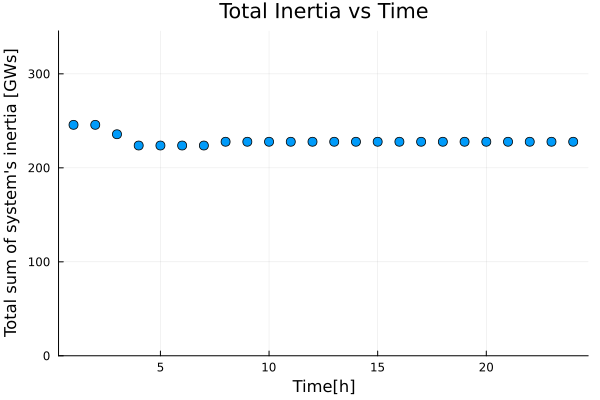 Total Inertia vs Time
Total sum of system's inertia [GWs]
300
200
100
0
5 10 15 20
Time[h]